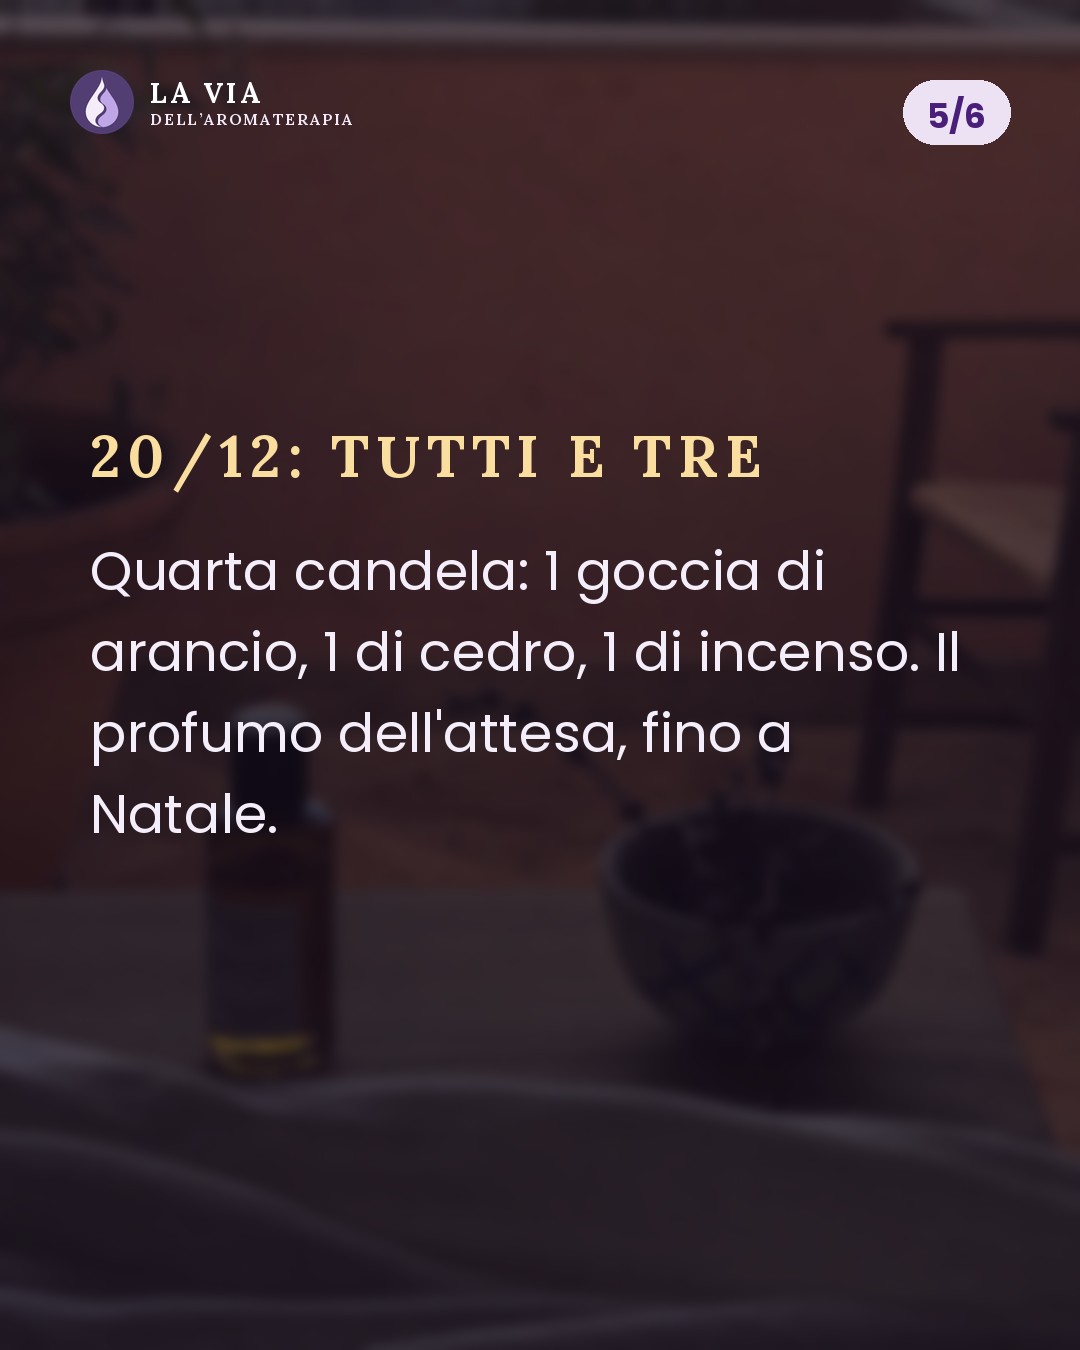 LA VIA
DELL'AROMATERAPIA
5/6
20/12: TUTTI E TRE
Quarta candela: 1 goccia di
arancio, 1 di cedro, 1 di incenso. Il
profumo dell'attesa, fino a
Natale.